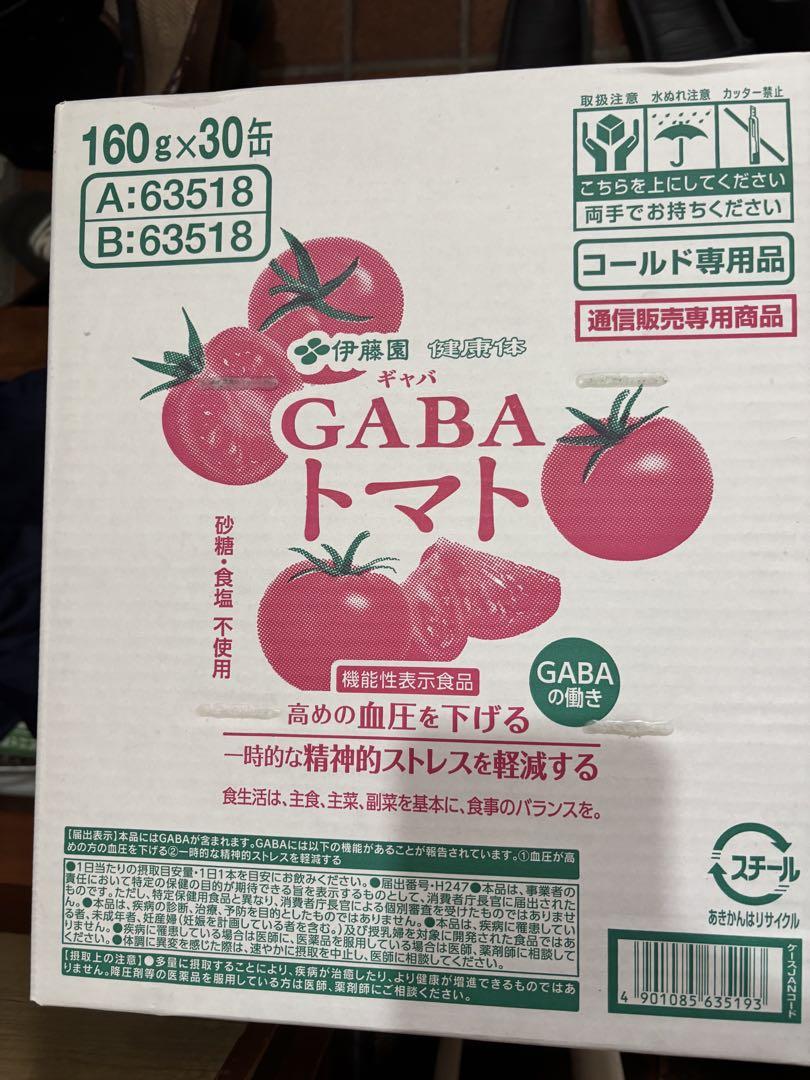 160g×30缶
A:63518
B:63518
取扱注意 水ぬれ注意 カッター禁止
こちらを上にしてください
両手でお持ちください
コールド専用品
通信販売専用商品
伊藤園 健康体
ギャバ
GABA
トマト
砂糖・食塩 不使用
機能性表示食品
GABA
の働き
高めの血圧を下げる
一時的な精神的ストレスを軽減する
食生活は、主食、主菜、副菜を基本に、食事のバランスを。
【届出表示】本品にはGABAが含まれます。GABAには以下の機能があることが報告されています。①血圧が高
めの方の血圧を下げる②一時的な精神的ストレスを軽減する
●1日当たりの摂取目安量・1日1本を目安にお飲みください。●届出番号・H247●本品は、事業者の
責任において特定の保健の目的が期待できる旨を表示するものとして、消費者庁長官に届出された
ものです。ただし、特定保健用食品と異なり、消費者庁長官による個別審査を受けたものではありませ
ん。●本品は、疾病の診断、治療、予防を目的としたものではありません。●本品は、疾病に罹患してい
る者、未成年者、妊産婦(妊娠を計画している者を含む。)及び授乳婦を対象に開発された食品ではあ
りません。●疾病に罹患している場合は医師に、医薬品を服用している場合は医師、薬剤師に相談して
ください。●体調に異変を感じた際は、速やかに摂取を中止し、医師に相談してください。
【摂取上の注意】●多量に摂取することにより、疾病が治癒したり、より健康が増進できるものではあ
りません。降圧剤等の医薬品を服用している方は医師、薬剤師にご相談ください。
スチール
あきかんはリサイクル
4 901085 635193
ケースJANコード